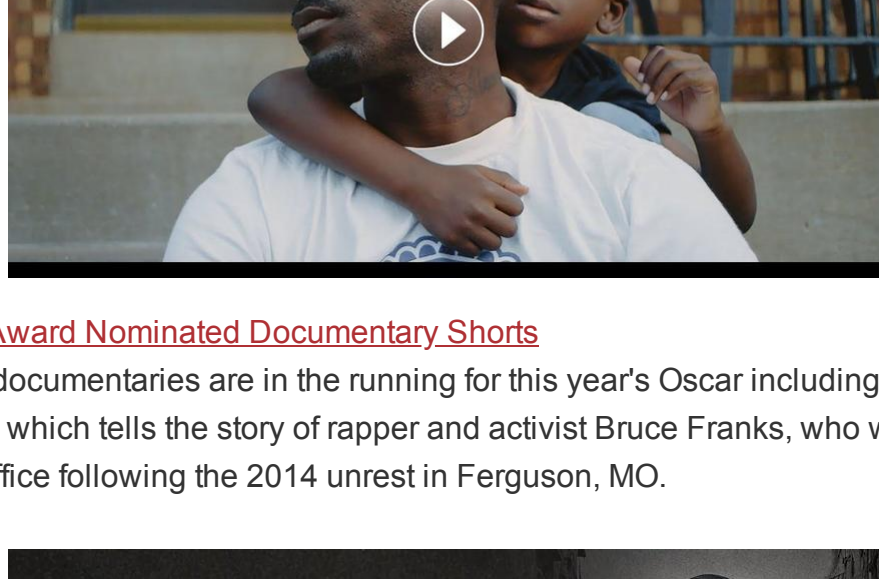 Award Nominated Documentary Shorts
documentaries are in the running for this year's Oscar including
which tells the story of rapper and activist Bruce Franks, who w
ffice following the 2014 unrest in Ferguson, MO.